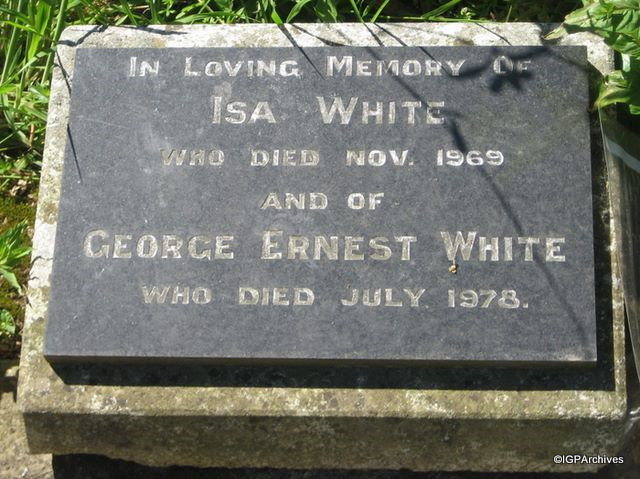 In Loving Memory Of
Isa White
who died Nov. 1969
and of
George Ernest White
who died July 1978.
©IGPArchives